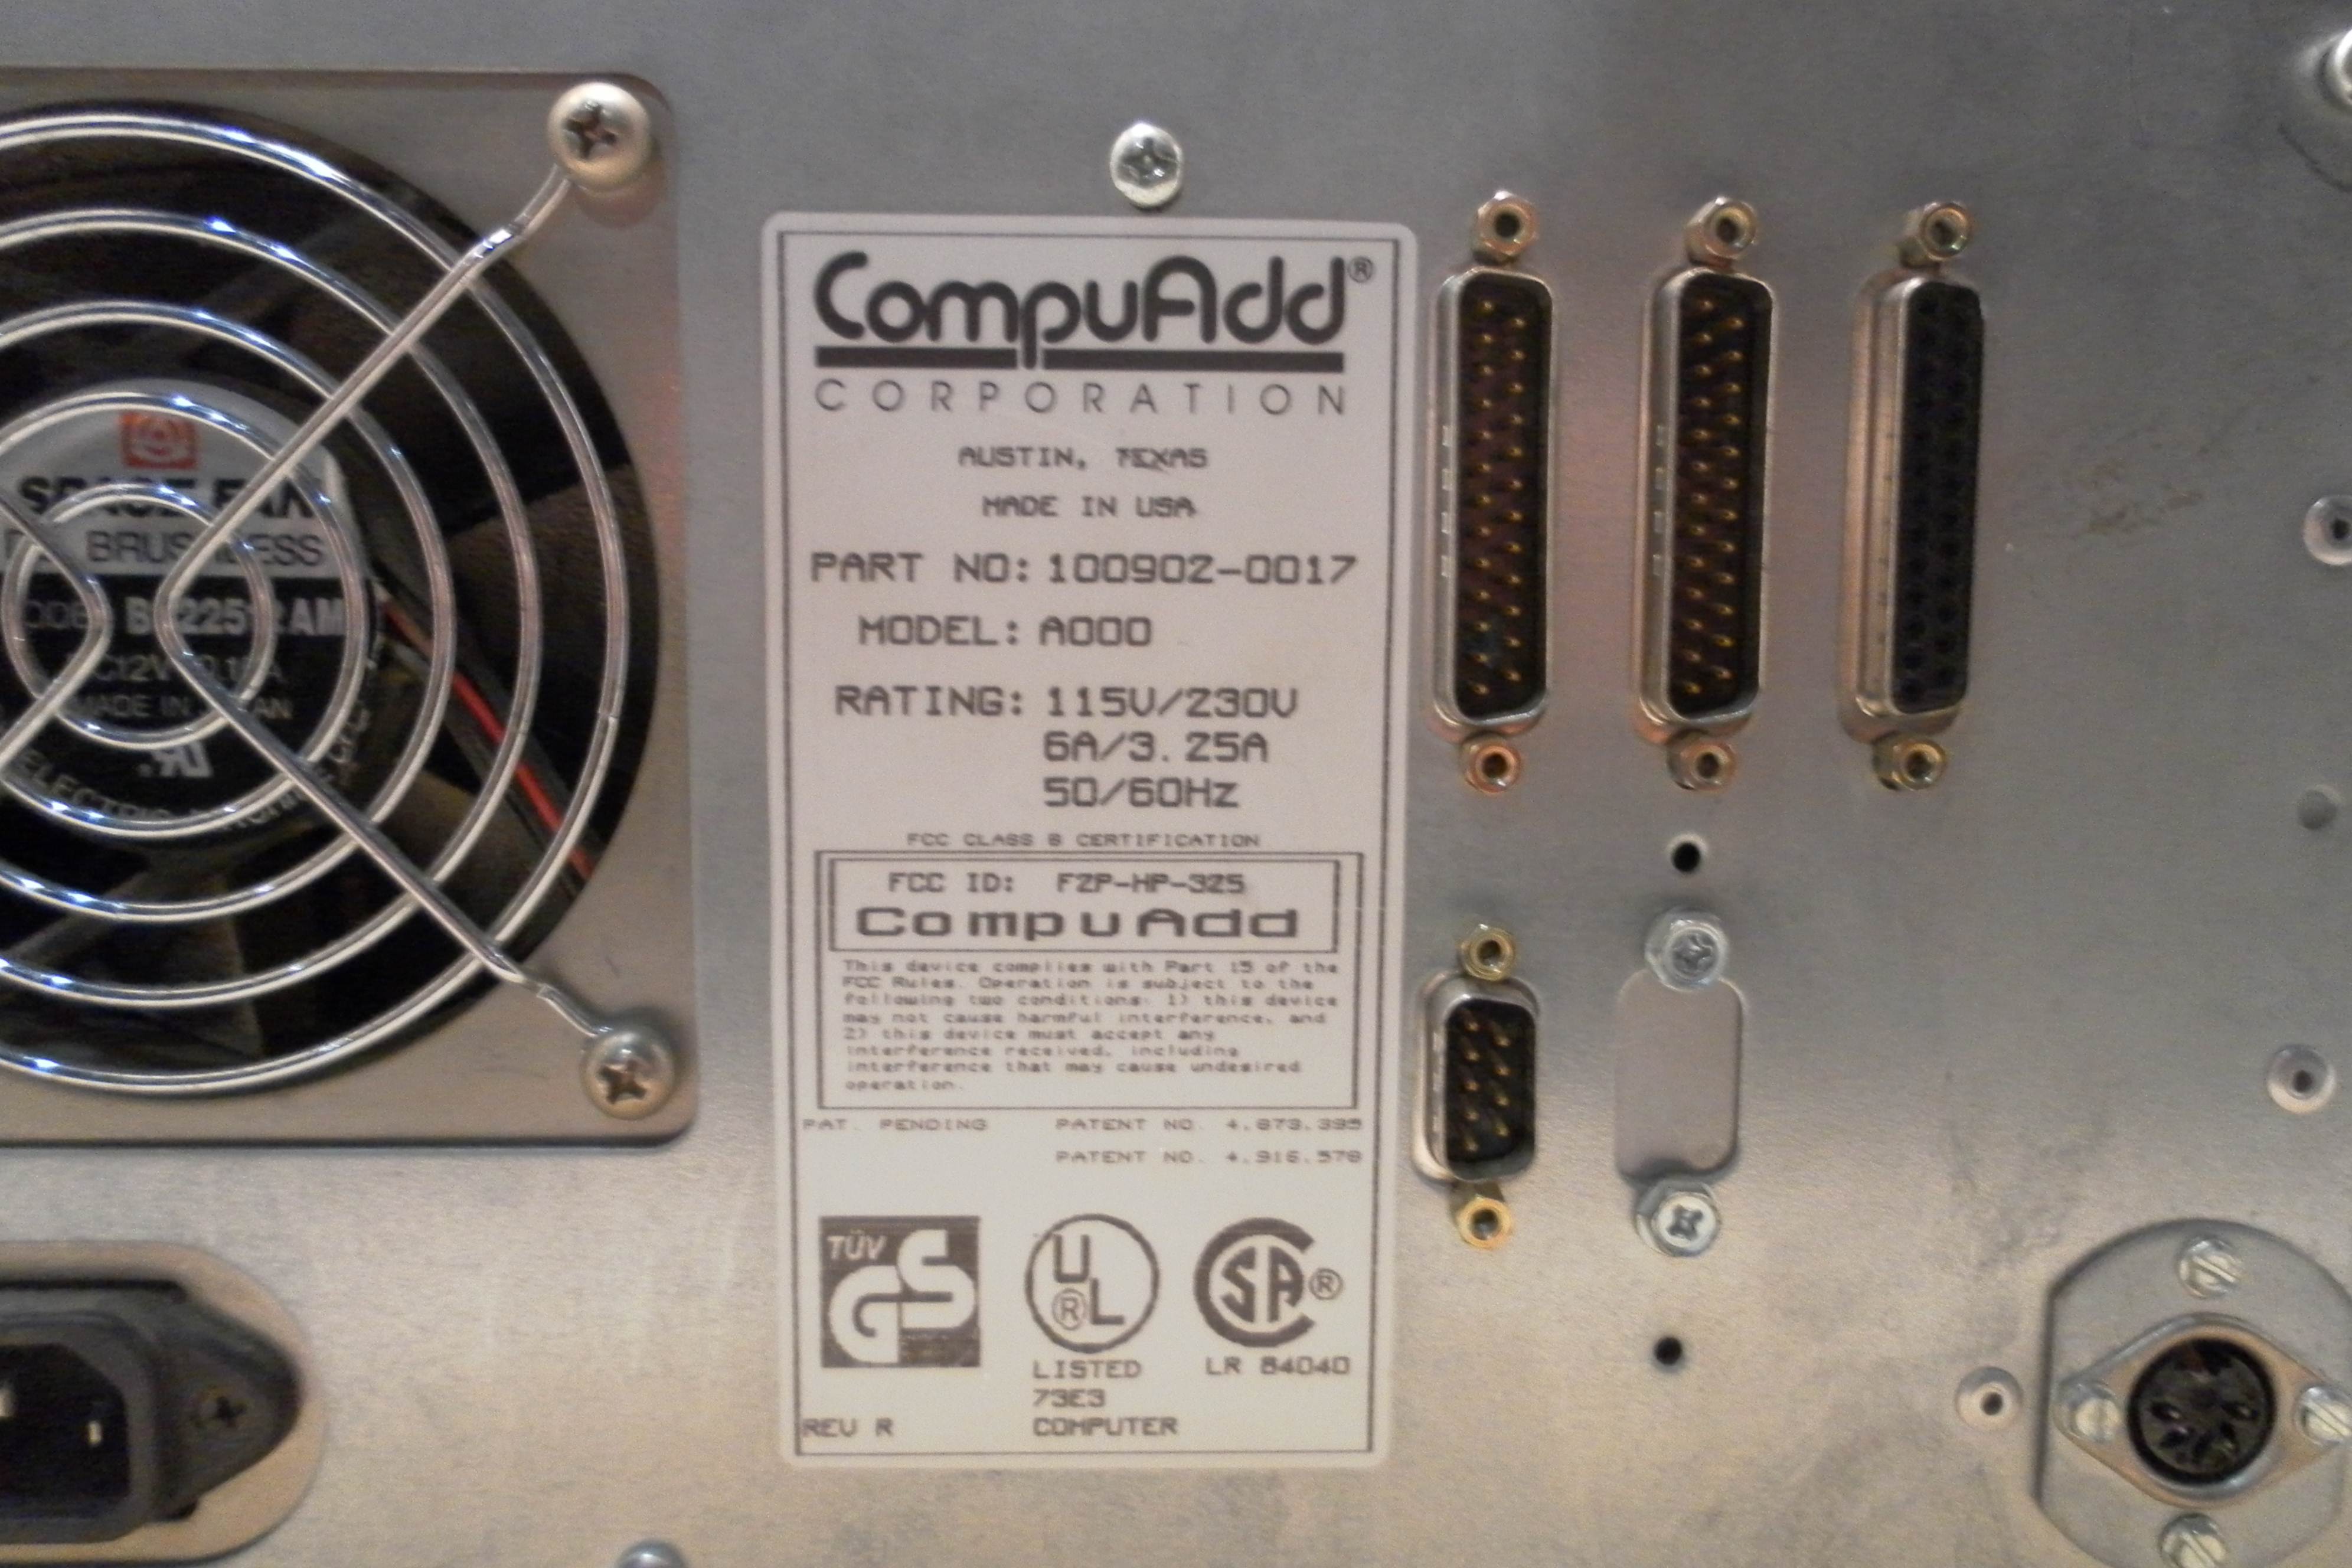 CompuAdd®
CORPORATION
AUSTIN, TEXAS
MADE IN USA
PART NO: 100902-0017
MODEL: A000
RATING: 115V/230V
6A/3.25A
50/60Hz
FCC CLASS B CERTIFICATION
FCC ID: FZP-HP-325
CompuAdd
This device complies with Part 15 of the
FCC Rules. Operation is subject to the
following two conditions: 1) this device
may not cause harmful interference, and
2) this device must accept any
interference received, including
interference that may cause undesired
operation.
PAT. PENDING PATENT NO. 4,873,395
PATENT NO. 4,916,578
TÜV
GS
UL®
SA®
LISTED
73E3
COMPUTER
LR 84040
REV R
SPACE FAN
BRUSHLESS
MADE IN JAPAN
ELECTRIC